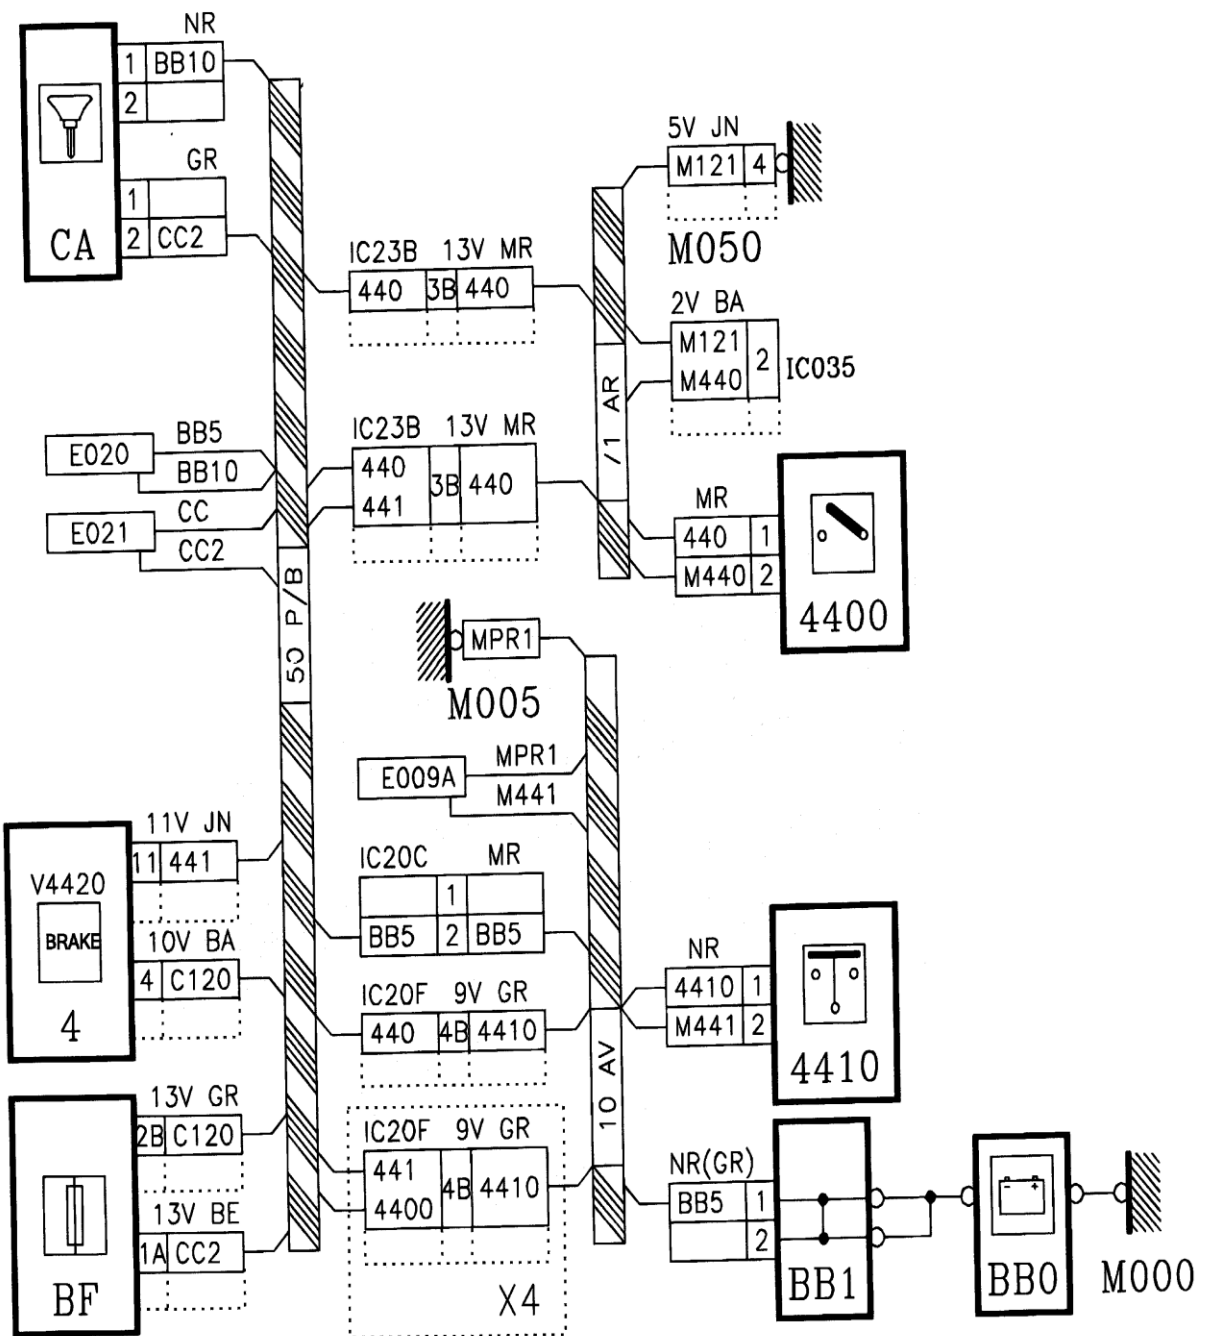 NR
1 BB10
2
GR
1
2 CC2
CA
5V JN
M121 4
M050
IC23B 13V MR
440 3B 440
2V BA
M121
M440
2
IC035
/1 AR
E020
BB5
BB10
E021
CC
CC2
IC23B 13V MR
440
441
3B
440
MR
440 1
M440 2
4400
50 P/B
MPR1
M005
E009A
MPR1
M441
11V JN
11 441
V4420
BRAKE
10V BA
4 C120
4
IC20C MR
1
BB5 2 BB5
NR
4410 1
M441 2
4410
IC20F 9V GR
440 4B 4410
10 AV
13V GR
2B C120
13V BE
1A CC2
BF
IC20F 9V GR
441
4400
4B
4410
X4
NR(GR)
BB5 1
2
BB1
- +
BB0
M000